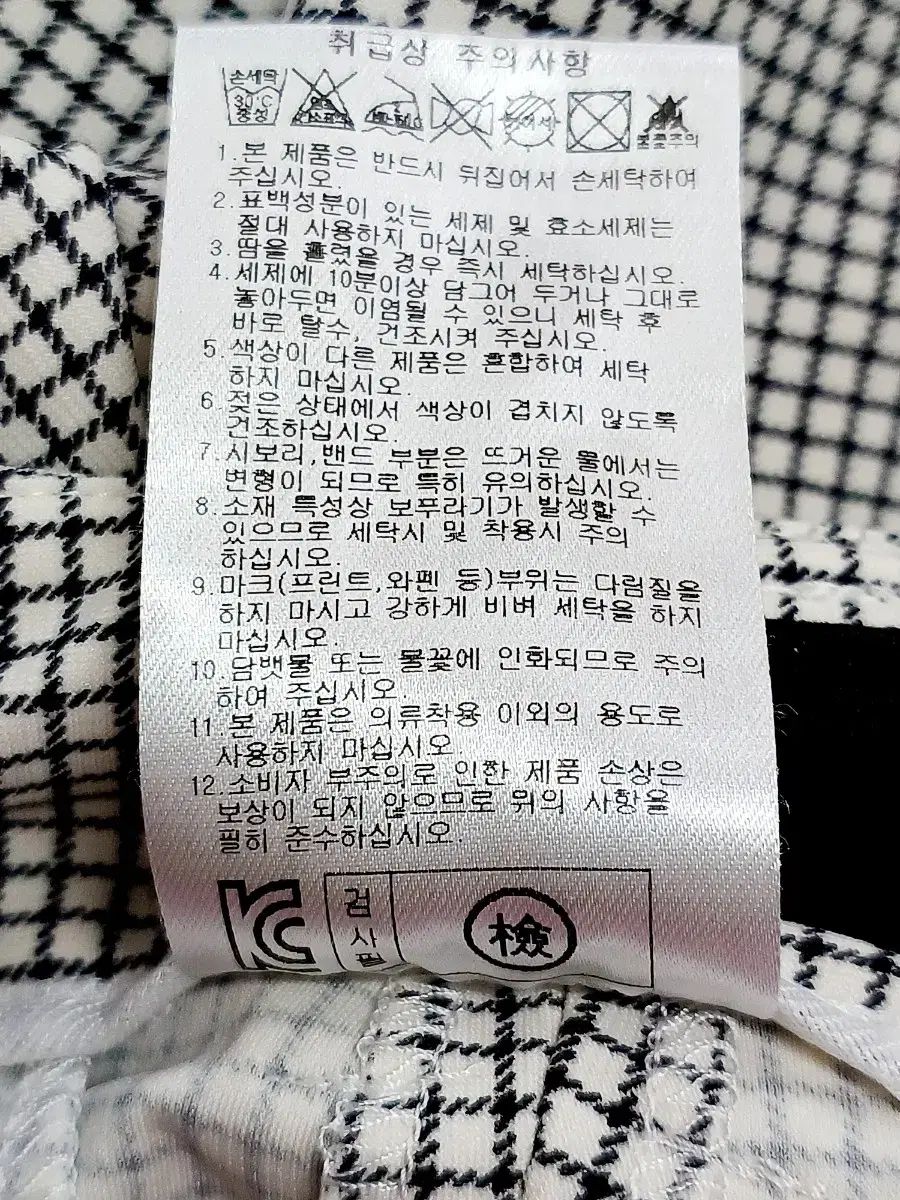 취급상 주의사항
손세탁
30°C
중성
불꽃주의
1.본 제품은 반드시 뒤집어서 손세탁하여
주십시오.
2.표백성분이 있는 세제 및 효소세제는
절대 사용하지 마십시오.
3.땀을 흘렸을 경우 즉시 세탁하십시오.
4.세제에 10분이상 담그어 두거나 그대로
놓아두면 이염될 수 있으니 세탁 후
바로 탈수, 건조시켜 주십시오.
5.색상이 다른 제품은 혼합하여 세탁
하지 마십시오.
6.젖은 상태에서 색상이 겹치지 않도록
건조하십시오.
7.시보리,밴드 부분은 뜨거운 물에서는
변형이 되므로 특히 유의하십시오.
8.소재 특성상 보푸라기가 발생할 수
있으므로 세탁시 및 착용시 주의
하십시오.
9.마크(프린트,와펜 등)부위는 다림질을
하지 마시고 강하게 비벼 세탁을 하지
마십시오.
10.담뱃불 또는 불꽃에 인화되므로 주의
하여 주십시오.
11.본 제품은 의류착용 이외의 용도로
사용하지 마십시오
12.소비자 부주의로 인한 제품 손상은
보상이 되지 않으므로 위의 사항을
필히 준수하십시오.
KC
검
사
필
檢